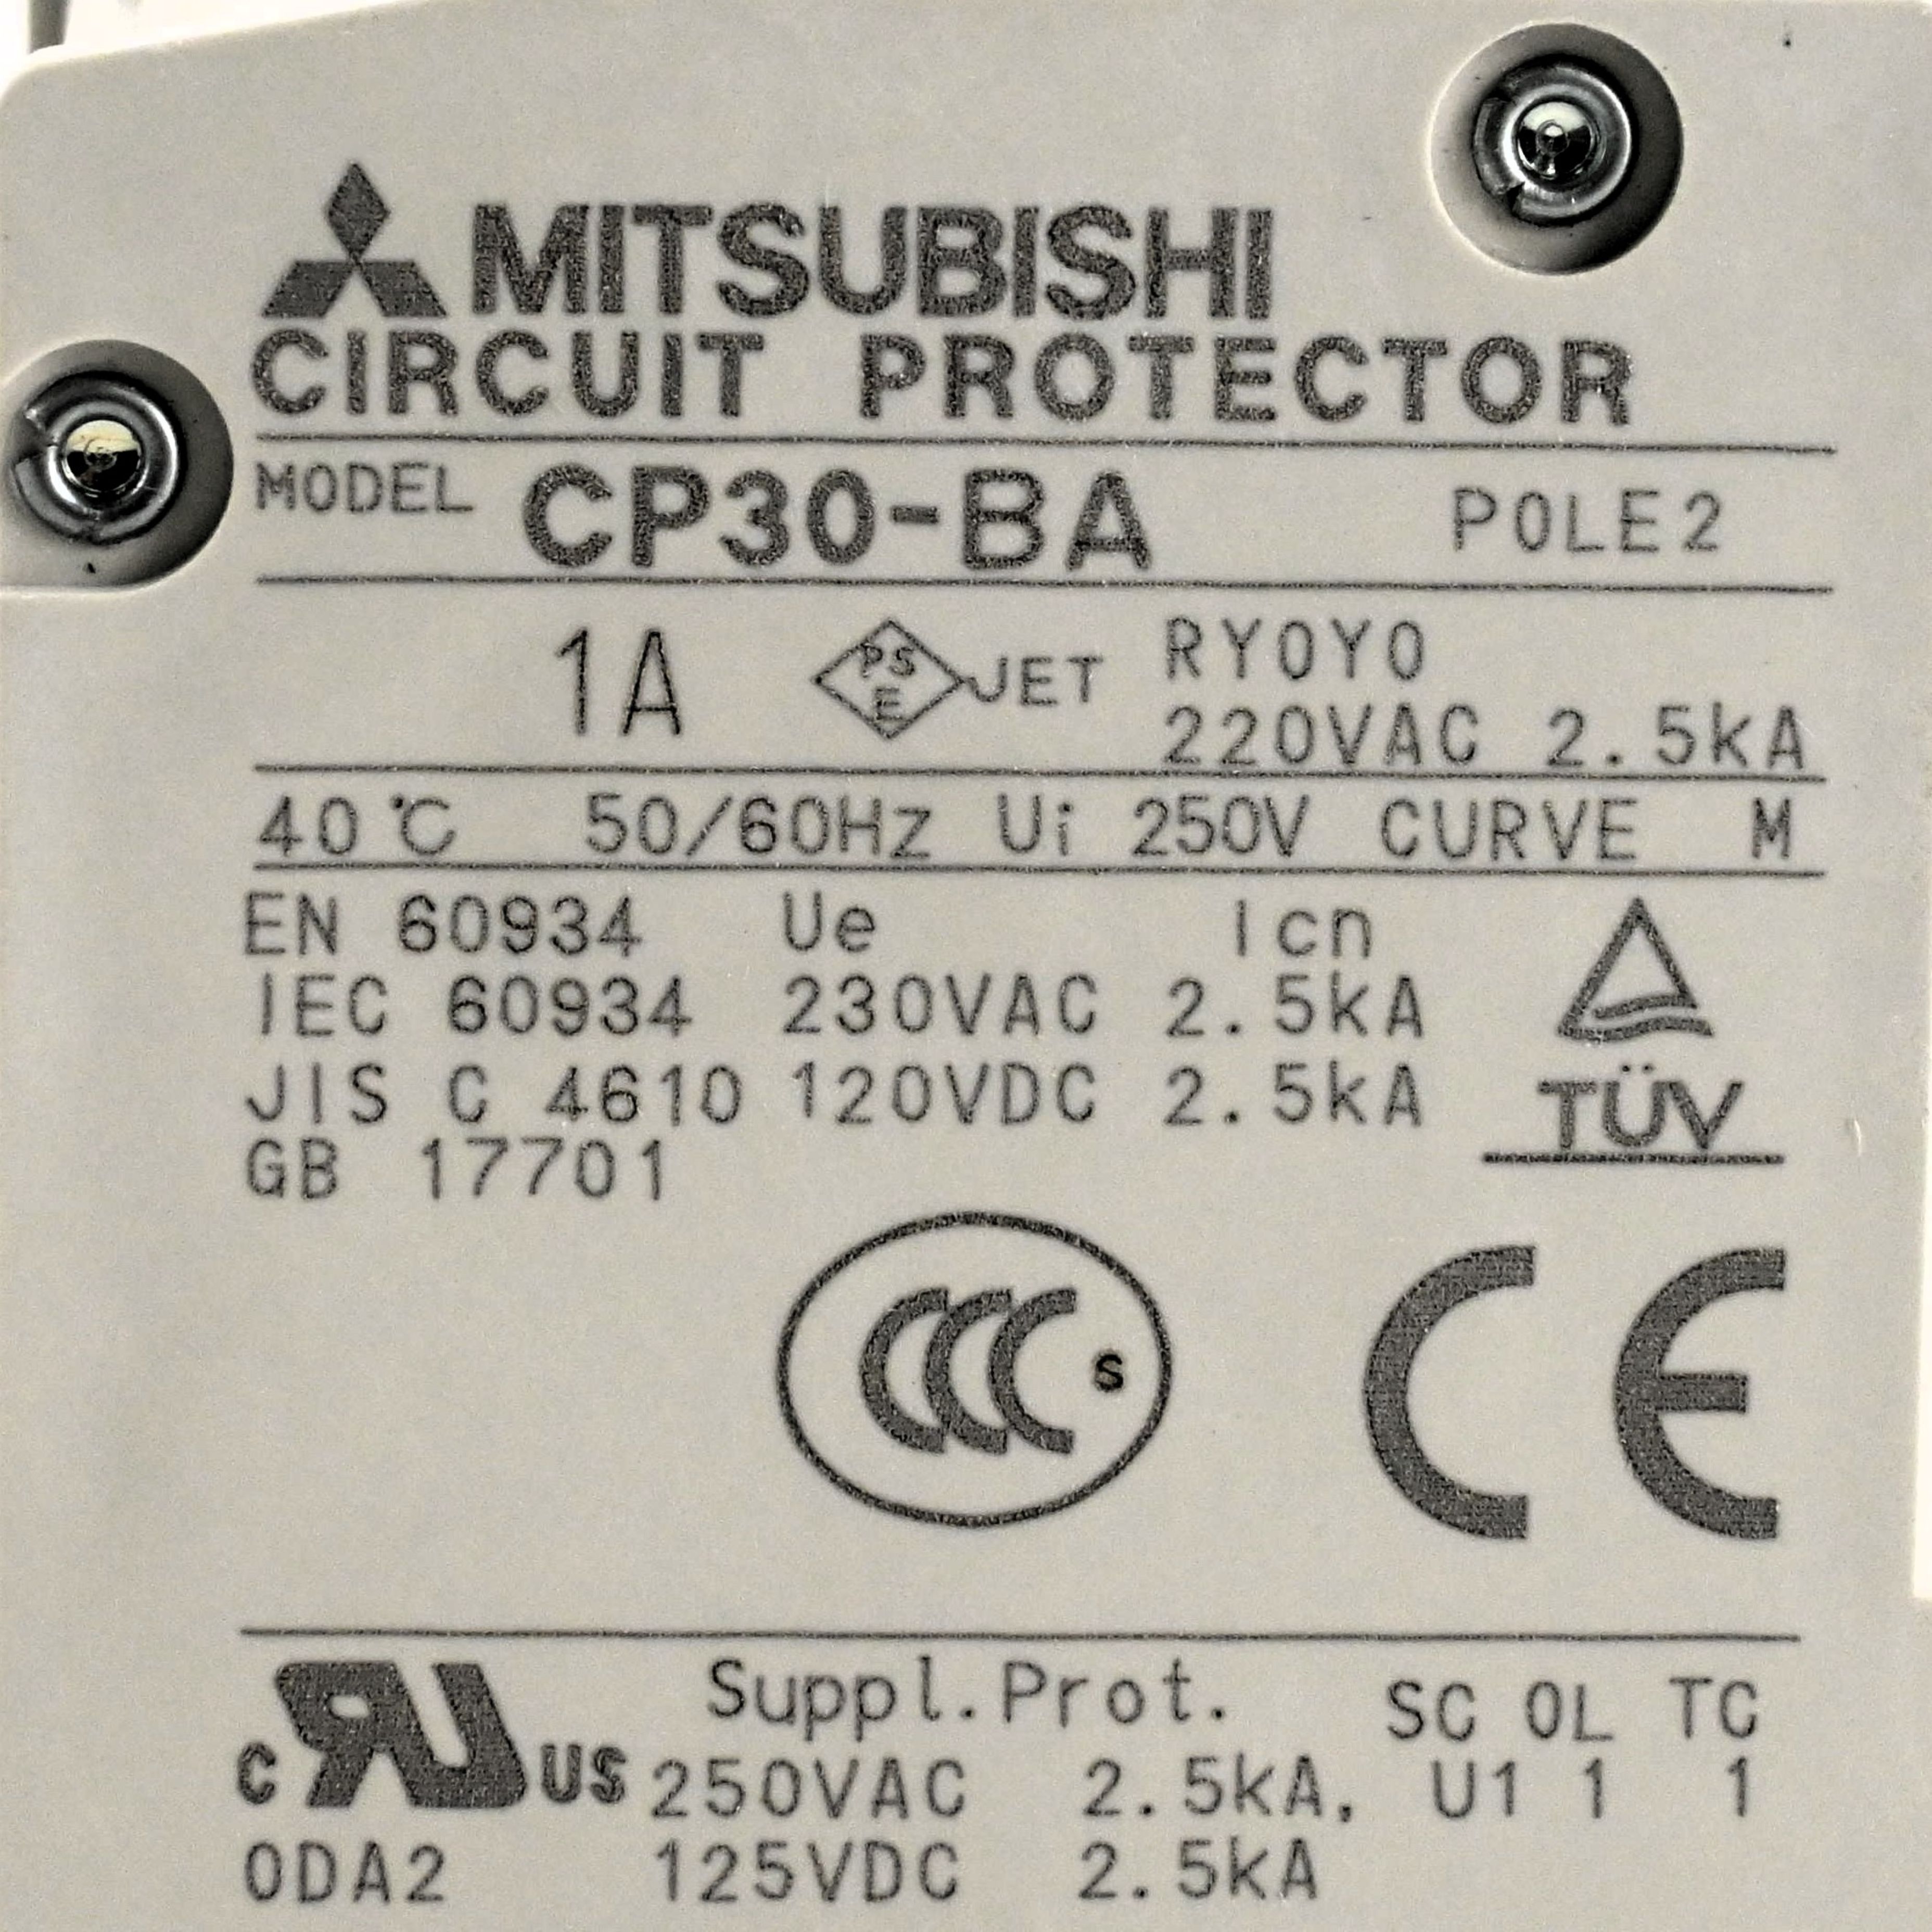 MITSUBISHI
CIRCUIT PROTECTOR
MODEL CP30-BA POLE2
1A PS E JET RYOYO
220VAC 2.5kA
40℃ 50/60Hz Ui 250V CURVE M
EN 60934 Ue Icn
IEC 60934 230VAC 2.5kA
JIS C 4610 120VDC 2.5kA
GB 17701
TÜV
CCC S
CE
Suppl.Prot. SC OL TC
c RU US 250VAC 2.5kA, U1 1 1
0DA2 125VDC 2.5kA